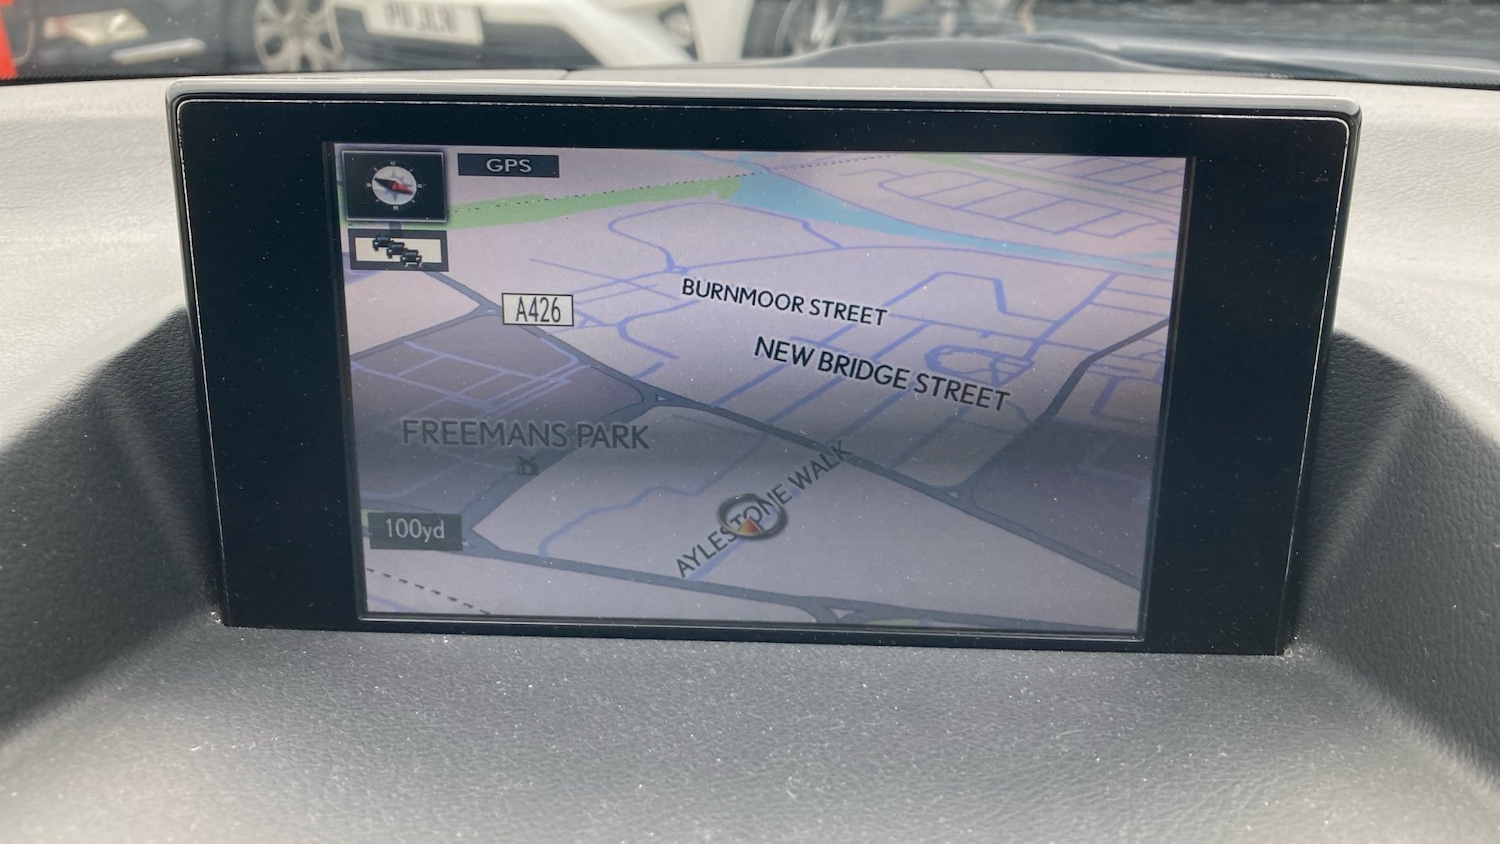 GPS
A426
BURNMOOR STREET
NEW BRIDGE STREET
FREEMANS PARK
AYLESTONE WALK
100yd